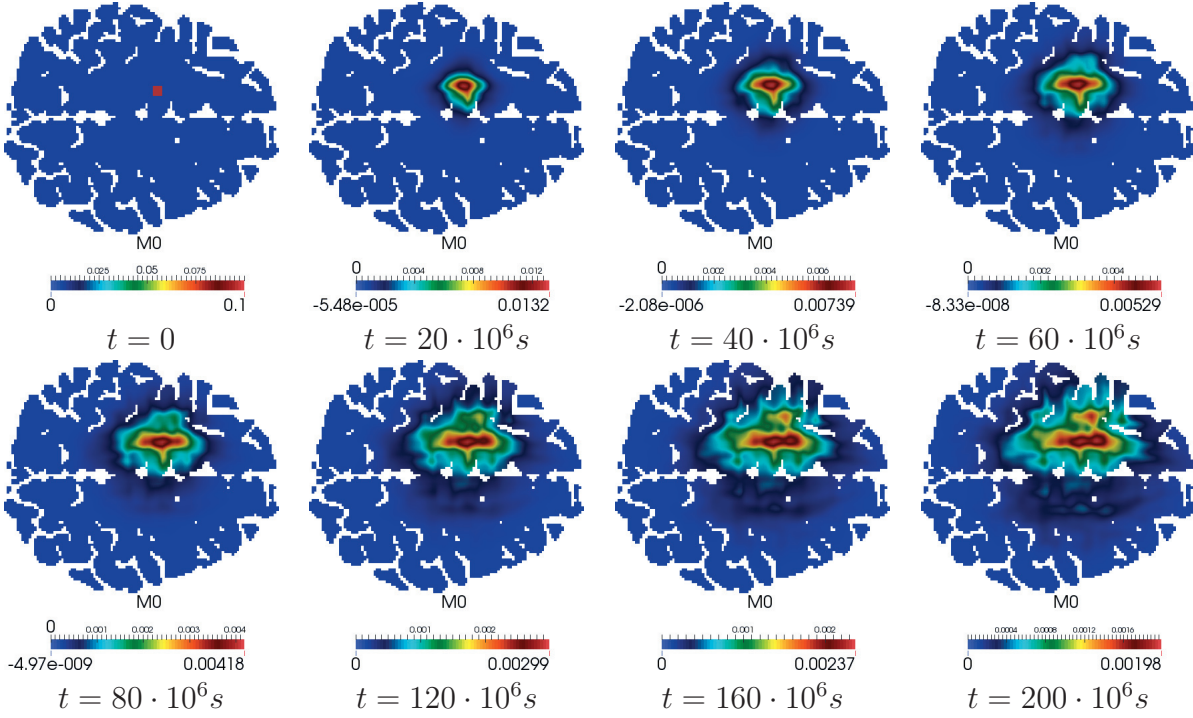 M0
0.025 0.05 0.075
0 0.1
t = 0
M0
0 0.004 0.008 0.012
-5.48e-005 0.0132
t = 20 · 10⁶s
M0
0 0.002 0.004 0.006
-2.08e-006 0.00739
t = 40 · 10⁶s
M0
0 0.002 0.004
-8.33e-008 0.00529
t = 60 · 10⁶s
M0
0 0.001 0.002 0.003 0.004
-4.97e-009 0.00418
t = 80 · 10⁶s
M0
0.001 0.002
0 0.00299
t = 120 · 10⁶s
M0
0.001 0.002
0 0.00237
t = 160 · 10⁶s
M0
0.0004 0.0008 0.0012 0.0016
0 0.00198
t = 200 · 10⁶s